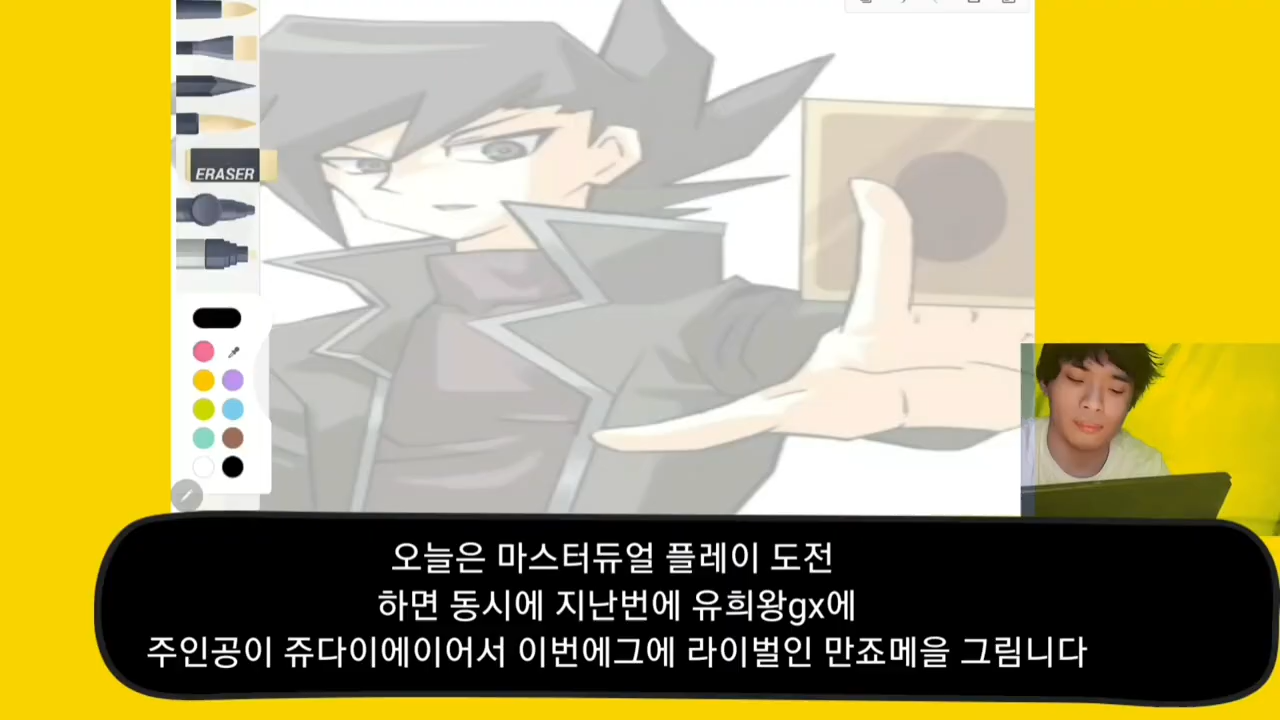 ERASER
오늘은 마스터듀얼 플레이 도전
하면 동시에 지난번에 유희왕gx에
주인공이 쥬다이에이어서 이번에그에 라이벌인 만죠메을 그림니다